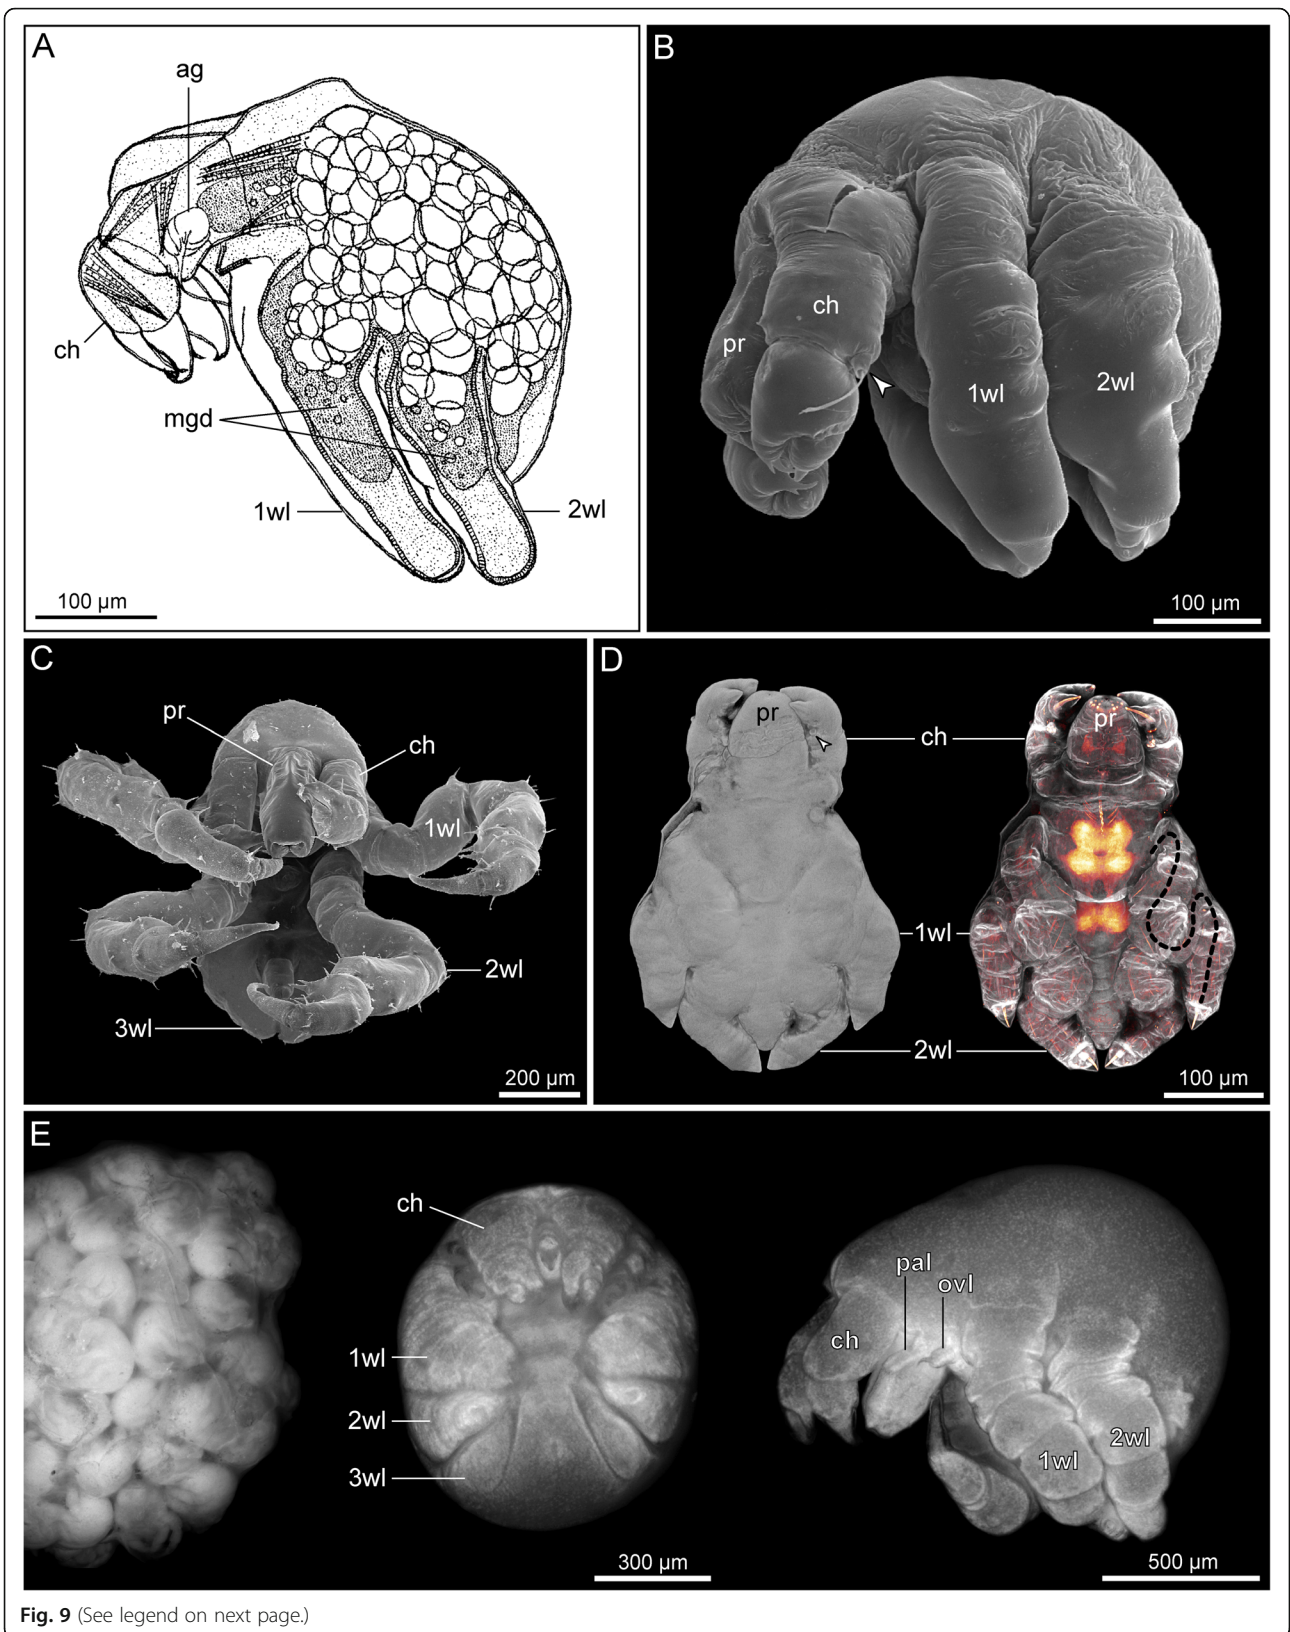 A
ag
ch
mgd
1wl
2wl
100 µm
B
ch
pr
1wl
2wl
100 µm
C
pr
ch
1wl
2wl
3wl
200 µm
D
pr
pr
ch
1wl
2wl
100 µm
E
ch
1wl
2wl
3wl
300 µm
pal
ovl
ch
1wl
2wl
500 µm
Fig. 9 (See legend on next page.)